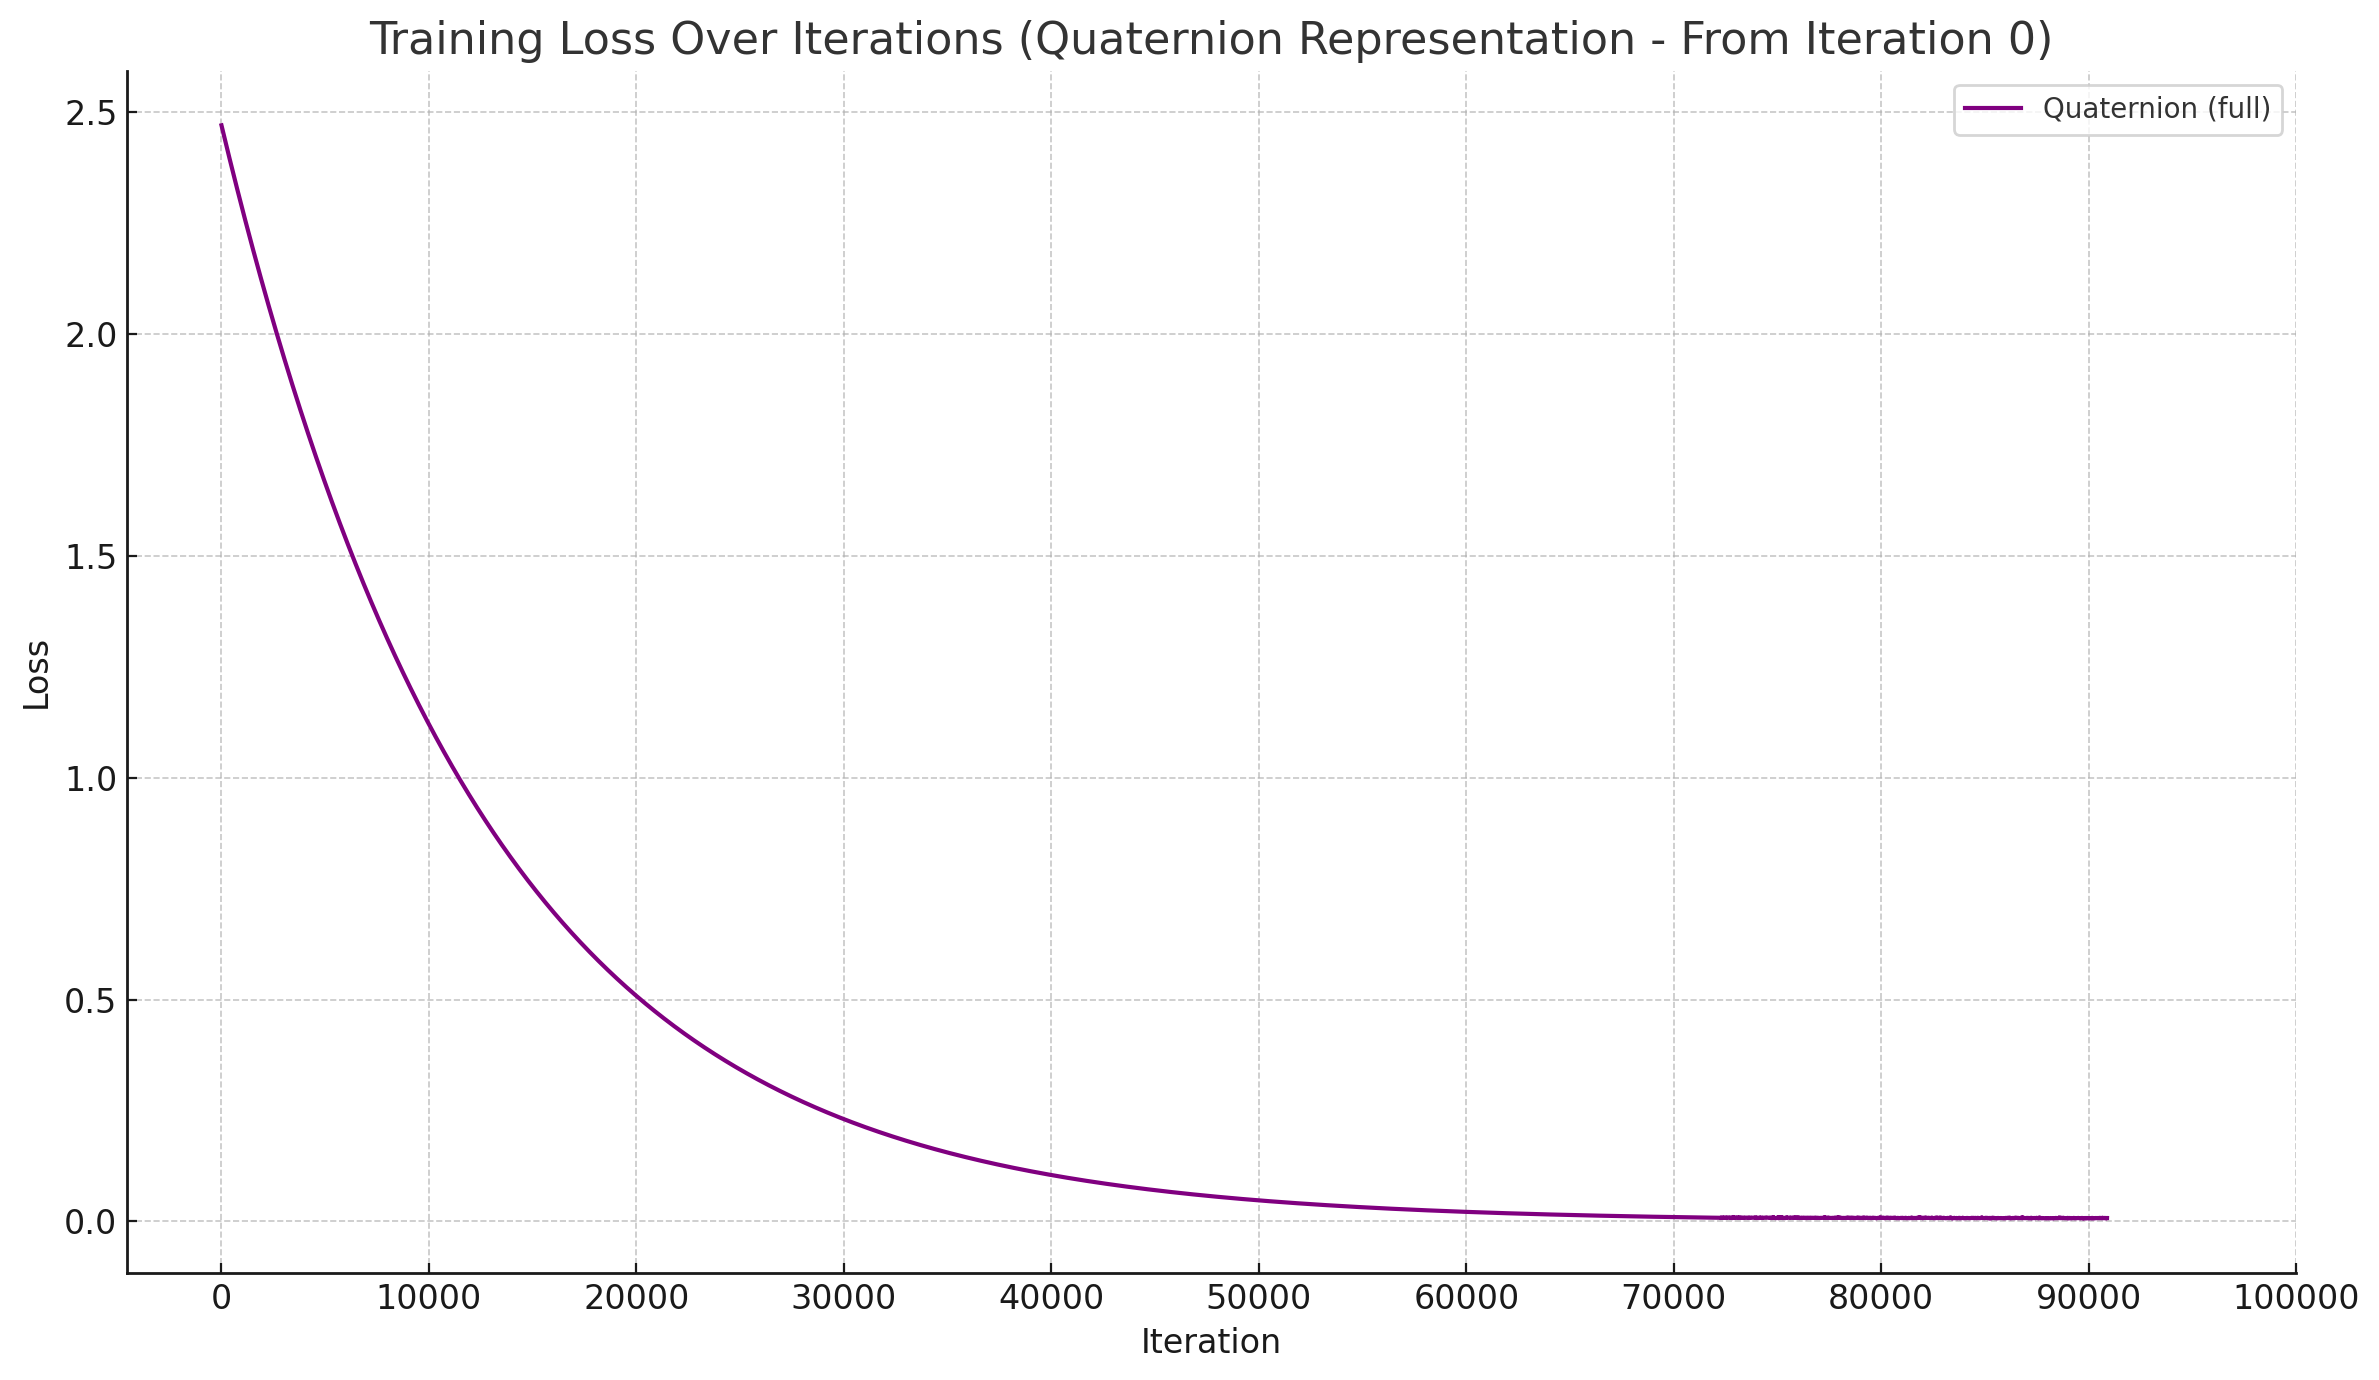 Training Loss Over Iterations (Quaternion Representation - From Iteration 0)
Quaternion (full)
2.5
2.0
1.5
1.0
0.5
0.0
Loss
0 10000 20000 30000 40000 50000 60000 70000 80000 90000 100000
Iteration